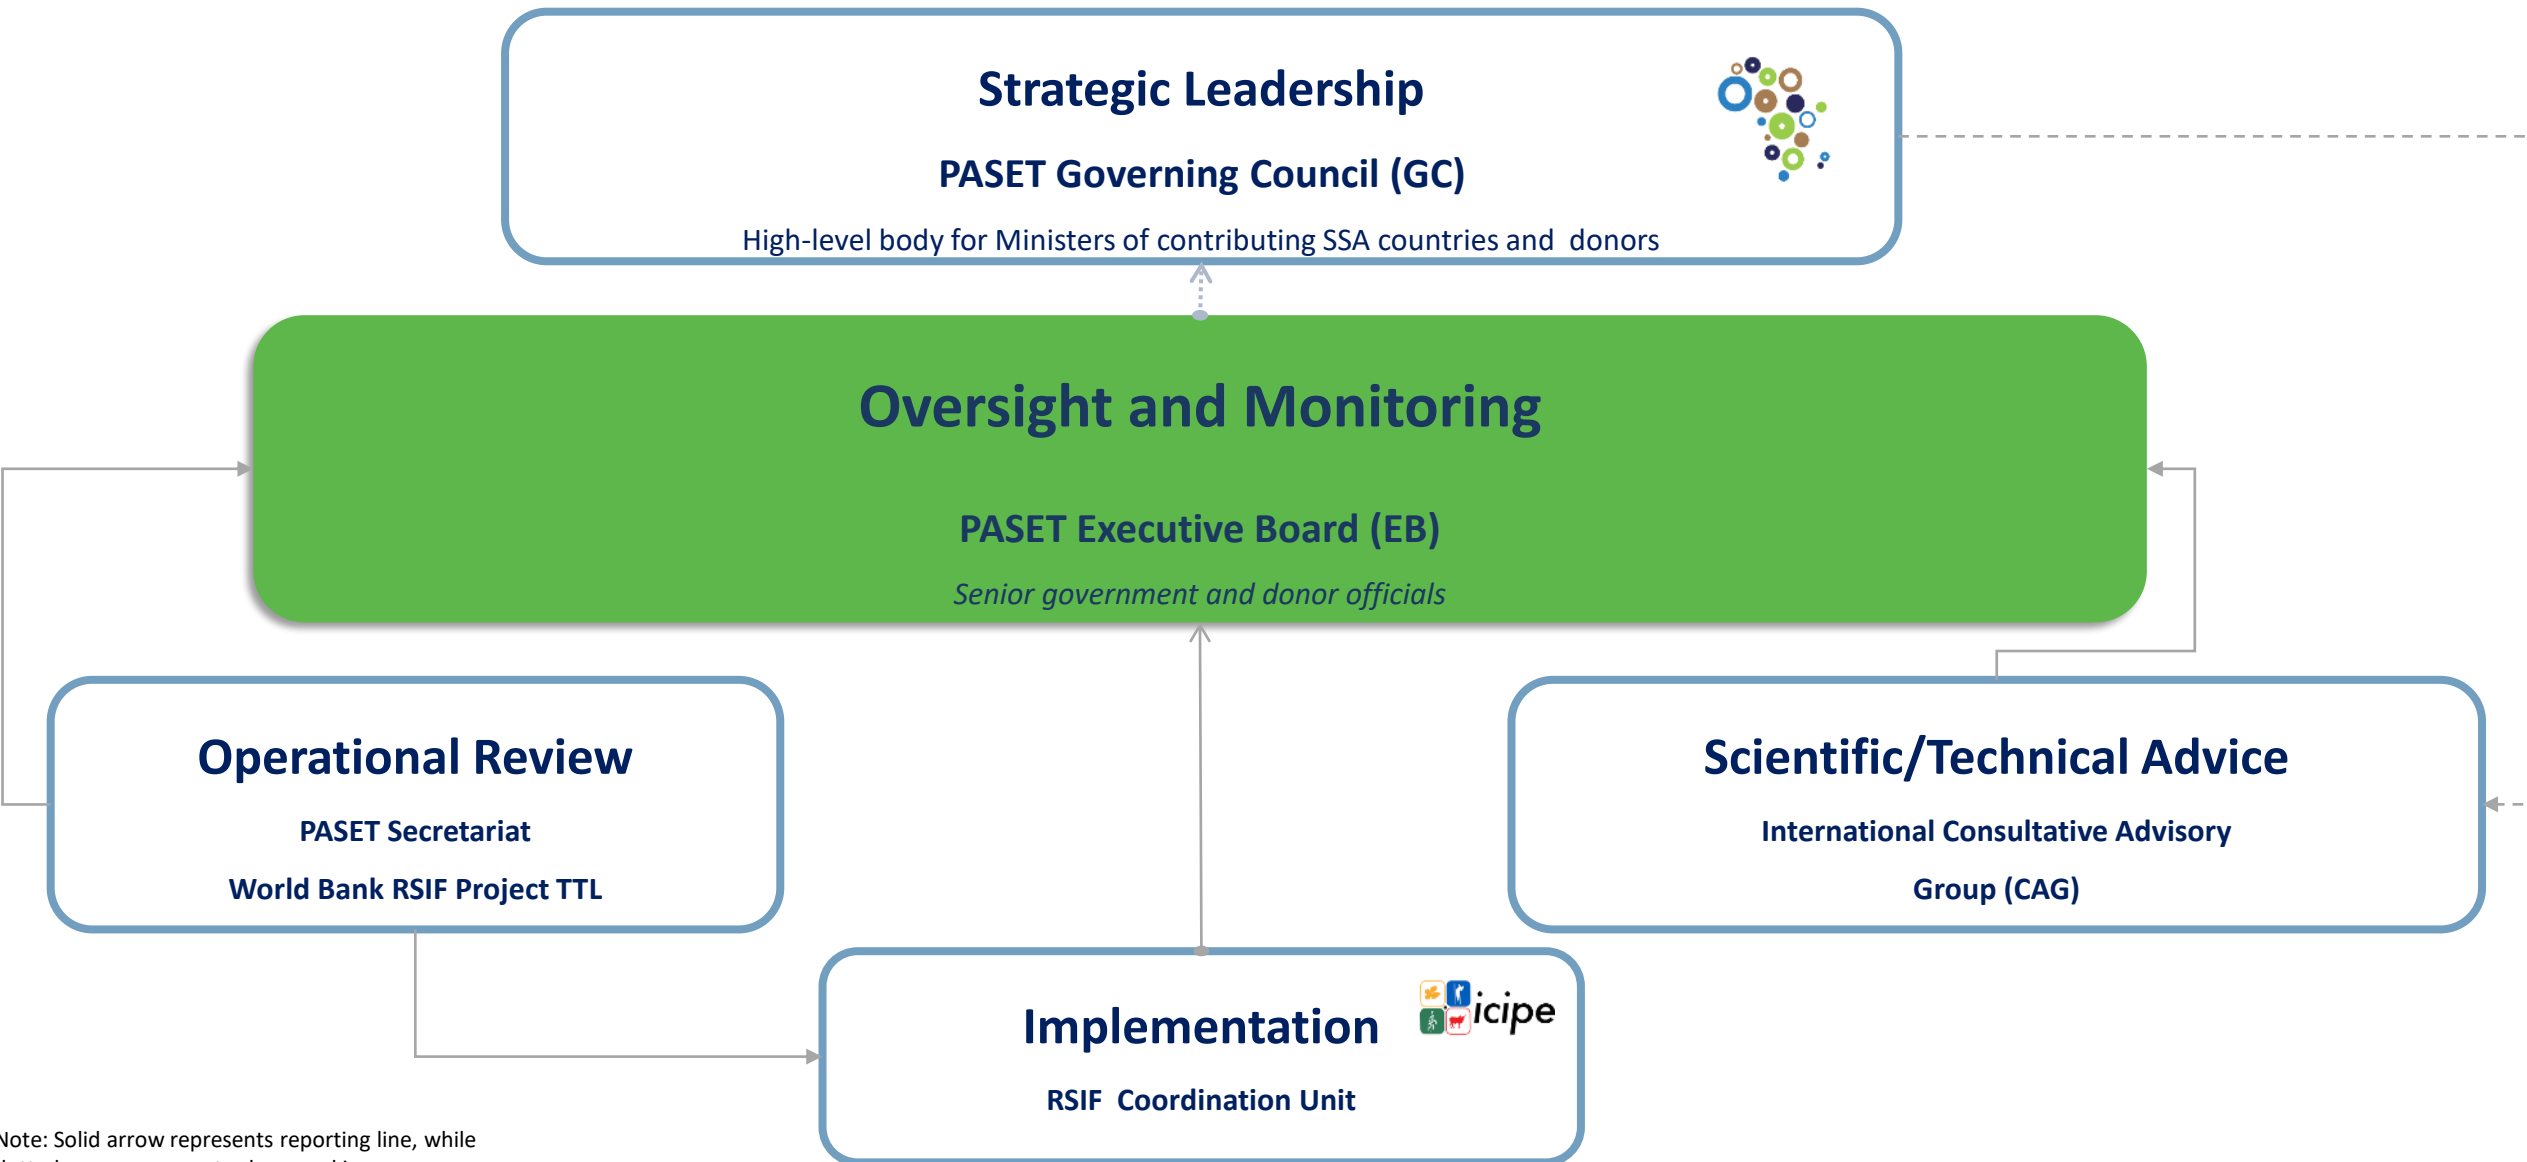 Strategic Leadership
PASET Governing Council (GC)
High-level body for Ministers of contributing SSA countries and  donors
Oversight and Monitoring
PASET Executive Board (EB)
Senior government and donor officials
Operational Review
PASET Secretariat
World Bank RSIF Project TTL
Scientific/Technical Advice
International Consultative Advisory
Group (CAG)
icipe
Implementation
RSIF  Coordination Unit
Note: Solid arrow represents reporting line, while